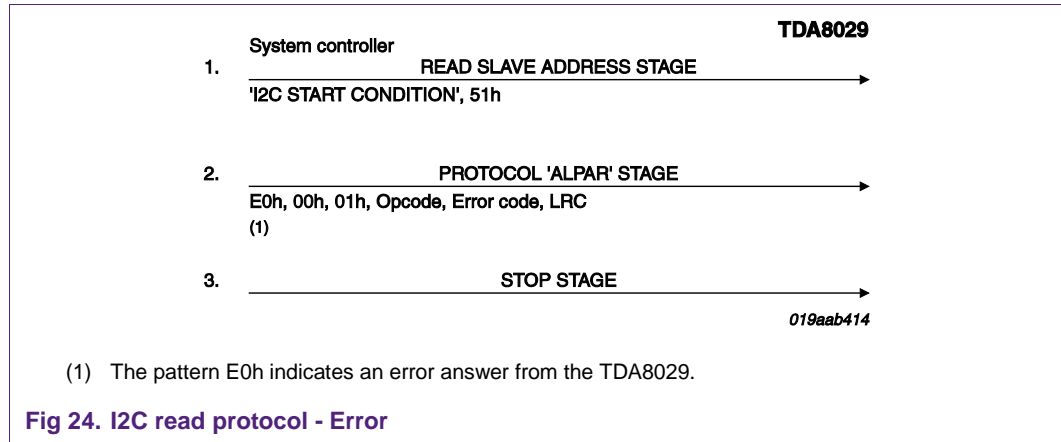 TDA8029
System controller
1. READ SLAVE ADDRESS STAGE
'I2C START CONDITION', 51h
2. PROTOCOL 'ALPAR' STAGE
E0h, 00h, 01h, Opcode, Error code, LRC
(1)
3. STOP STAGE
019aab414
(1) The pattern E0h indicates an error answer from the TDA8029.
Fig 24. I2C read protocol - Error